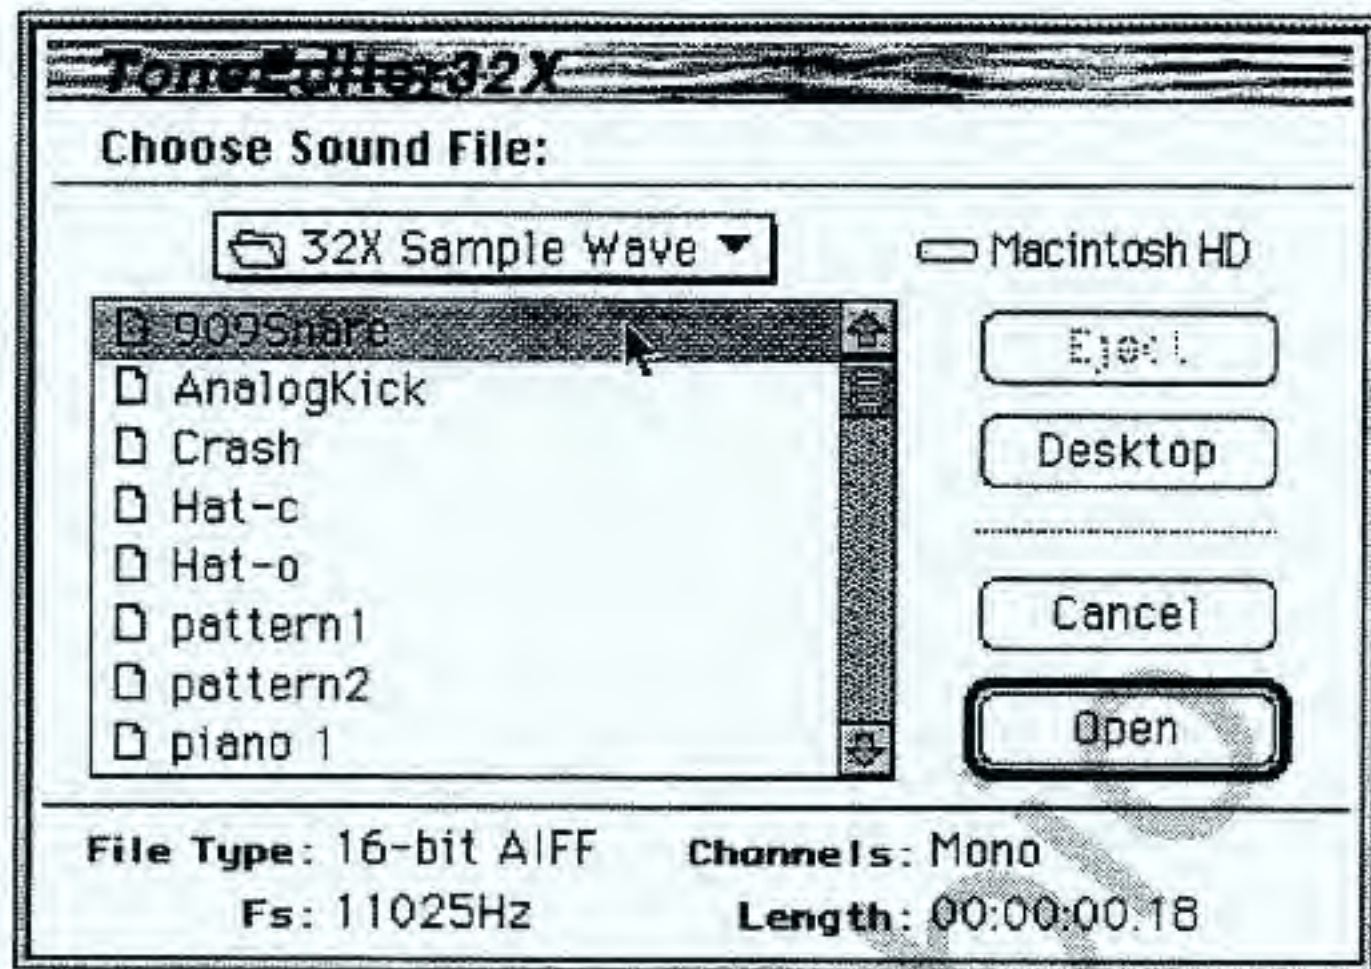 ToneEditor32X
Choose Sound File:
32X Sample Wave
Macintosh HD
909Snare
AnalogKick
Crash
Hat-c
Hat-o
pattern1
pattern2
piano 1
Eject
Desktop
Cancel
Open
File Type: 16-bit AIFF
Channels: Mono
Fs: 11025Hz
Length: 00:00:00.18